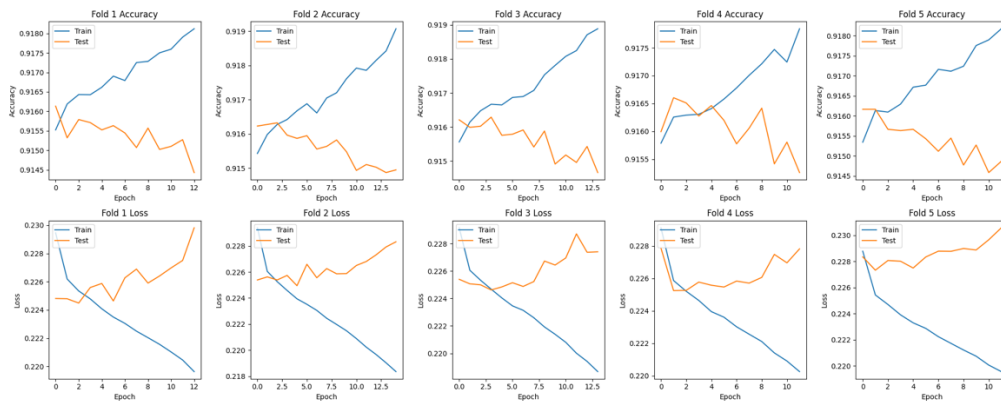 Fold 1 Accuracy
Train
Test
Accuracy
0.9180
0.9175
0.9170
0.9165
0.9160
0.9155
0.9150
0.9145
0 2 4 6 8 10 12
Epoch
Fold 2 Accuracy
Train
Test
Accuracy
0.919
0.918
0.917
0.916
0.915
0.0 2.5 5.0 7.5 10.0 12.5
Epoch
Fold 3 Accuracy
Train
Test
Accuracy
0.919
0.918
0.917
0.916
0.915
0.0 2.5 5.0 7.5 10.0 12.5
Epoch
Fold 4 Accuracy
Train
Test
Accuracy
0.9175
0.9170
0.9165
0.9160
0.9155
0 2 4 6 8 10
Epoch
Fold 5 Accuracy
Train
Test
Accuracy
0.9180
0.9175
0.9170
0.9165
0.9160
0.9155
0.9150
0.9145
0 2 4 6 8 10
Epoch
Fold 1 Loss
Train
Test
Loss
0.230
0.228
0.226
0.224
0.222
0.220
0 2 4 6 8 10 12
Epoch
Fold 2 Loss
Train
Test
Loss
0.228
0.226
0.224
0.222
0.220
0.218
0.0 2.5 5.0 7.5 10.0 12.5
Epoch
Fold 3 Loss
Train
Test
Loss
0.228
0.226
0.224
0.222
0.220
0.0 2.5 5.0 7.5 10.0 12.5
Epoch
Fold 4 Loss
Train
Test
Loss
0.228
0.226
0.224
0.222
0.220
0 2 4 6 8 10
Epoch
Fold 5 Loss
Train
Test
Loss
0.230
0.228
0.226
0.224
0.222
0.220
0 2 4 6 8 10
Epoch